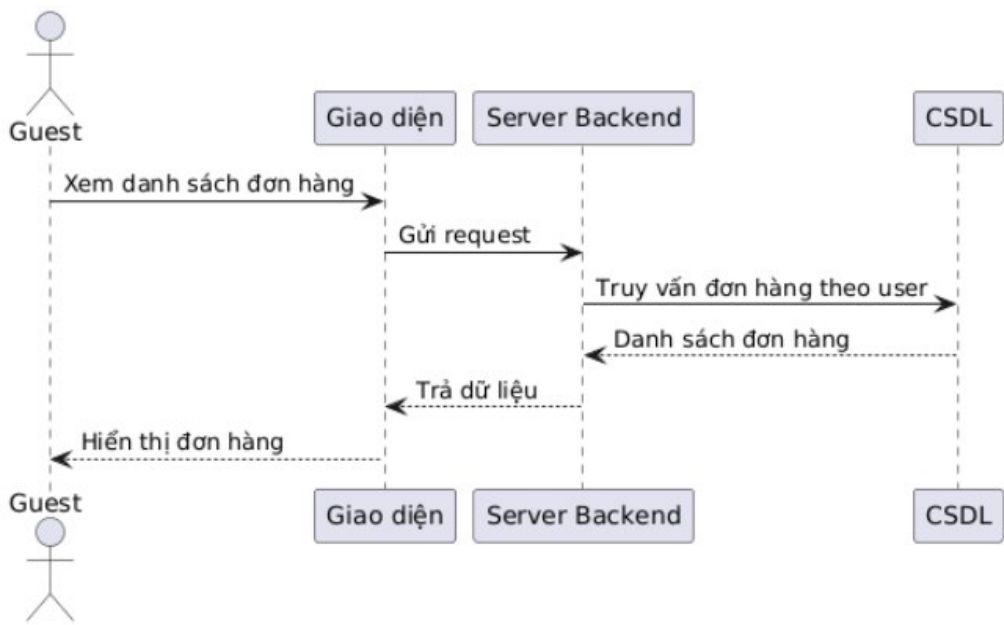 Guest
Giao diện
Server Backend
CSDL
Xem danh sách đơn hàng
Gửi request
Truy vấn đơn hàng theo user
Danh sách đơn hàng
Trả dữ liệu
Hiển thị đơn hàng
Guest
Giao diện
Server Backend
CSDL